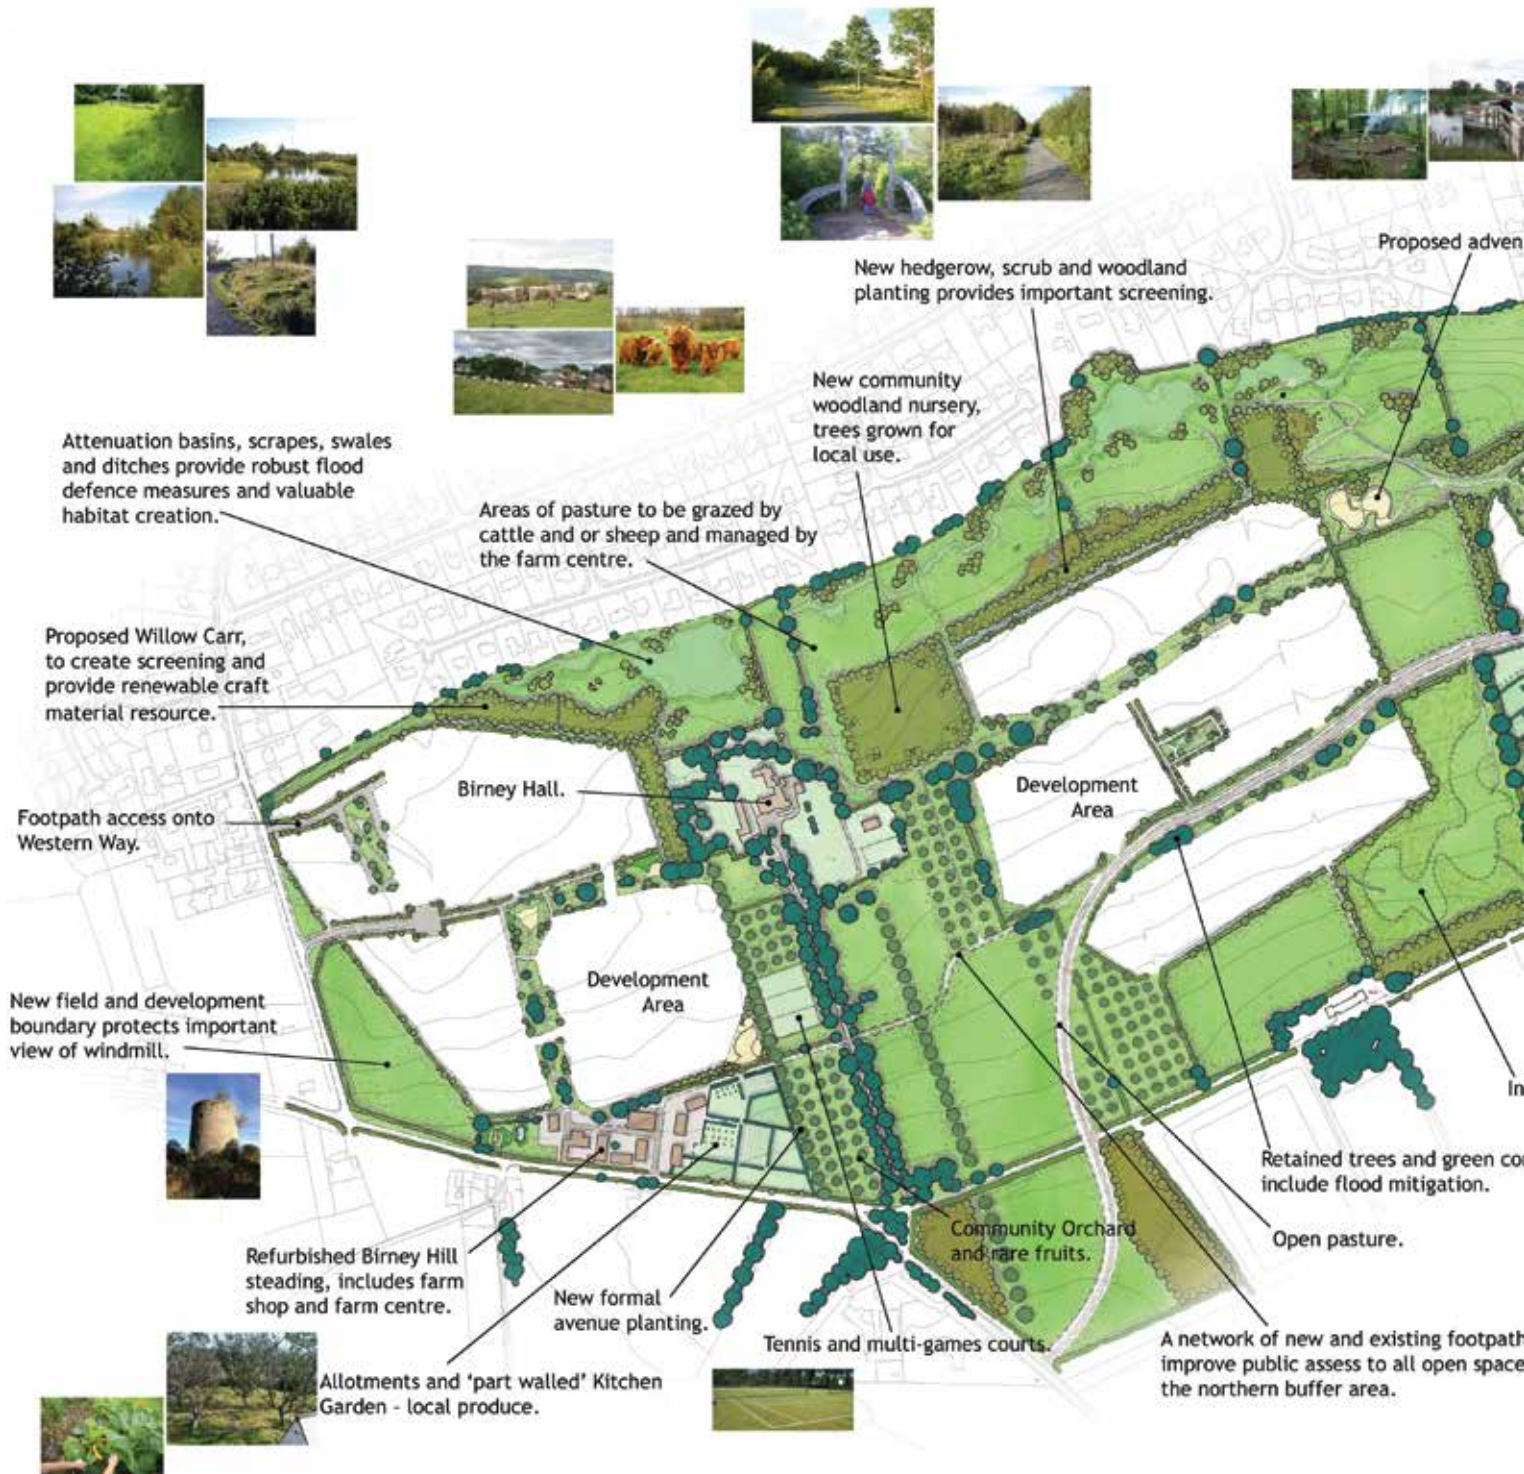 New hedgerow, scrub and woodland
planting provides important screening.
Proposed adven
New community
woodland nursery,
trees grown for
local use.
Attenuation basins, scrapes, swales
and ditches provide robust flood
defence measures and valuable
habitat creation.
Areas of pasture to be grazed by
cattle and or sheep and managed by
the farm centre.
Proposed Willow Carr,
to create screening and
provide renewable craft
material resource.
Birney Hall.
Development
Area
Footpath access onto
Western Way.
Development
Area
New field and development
boundary protects important
view of windmill.
In
Retained trees and green cor
include flood mitigation.
Open pasture.
Community Orchard
and rare fruits.
Refurbished Birney Hill
steading, includes farm
shop and farm centre.
New formal
avenue planting.
Tennis and multi-games courts.
A network of new and existing footpath
improve public assess to all open space
the northern buffer area.
Allotments and ‘part walled’ Kitchen
Garden - local produce.